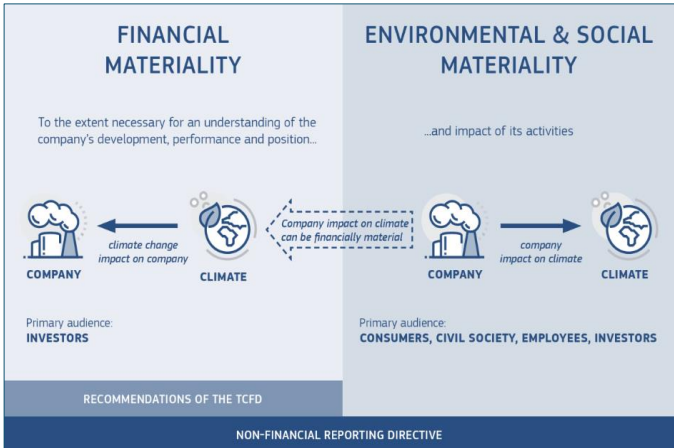 FINANCIAL
MATERIALITY
To the extent necessary for an understanding of the
company's development, performance and position...
COMPANY
climate change
impact on company
CLIMATE
Primary audience:
INVESTORS
RECOMMENDATIONS OF THE TCFD
Company impact on climate
can be financially material
ENVIRONMENTAL & SOCIAL
MATERIALITY
...and impact of its activities
COMPANY
company
impact on climate
CLIMATE
Primary audience:
CONSUMERS, CIVIL SOCIETY, EMPLOYEES, INVESTORS
NON-FINANCIAL REPORTING DIRECTIVE